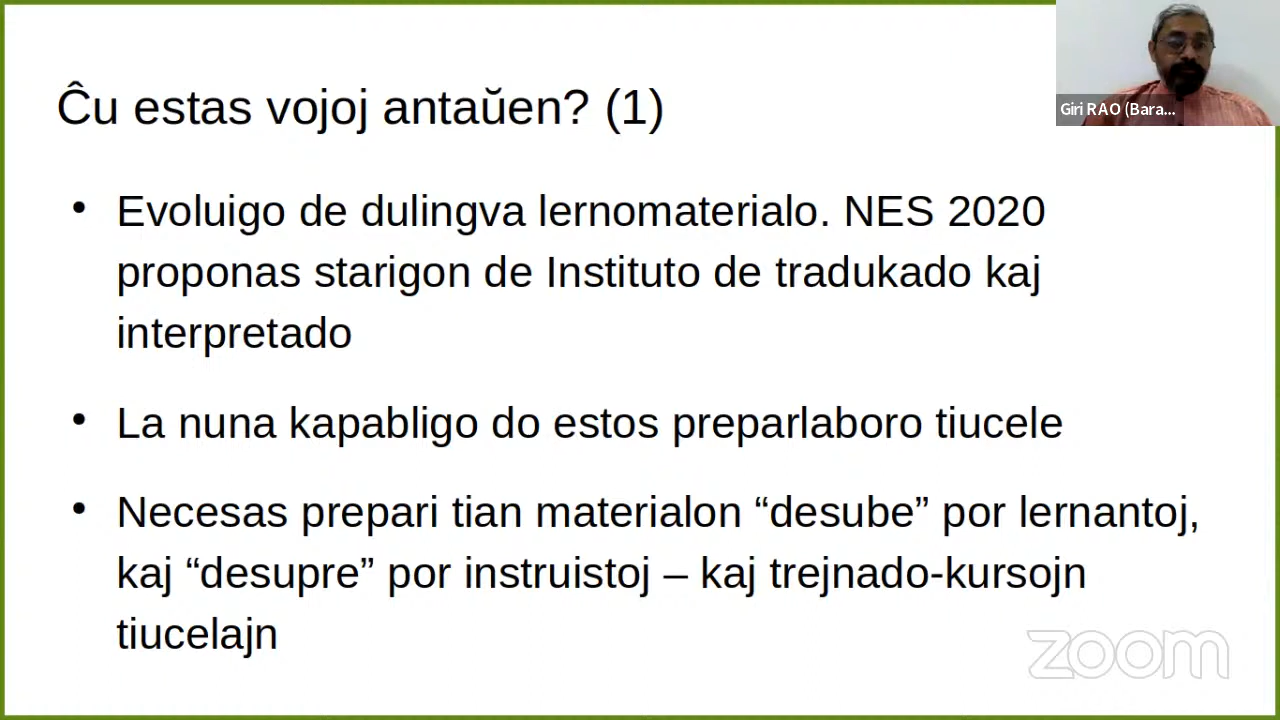 Ĉu estas vojoj antaŭen? (1)
Giri RAO (Bara...
• Evoluigo de dulingva lernomaterialo. NES 2020
proponas starigon de Instituto de tradukado kaj
interpretado
• La nuna kapabligo do estos preparlaboro tiucele
• Necesas prepari tian materialon “desube” por lernantoj,
kaj “desupre” por instruistoj – kaj trejnado-kursojn
tiucelajn
zoom